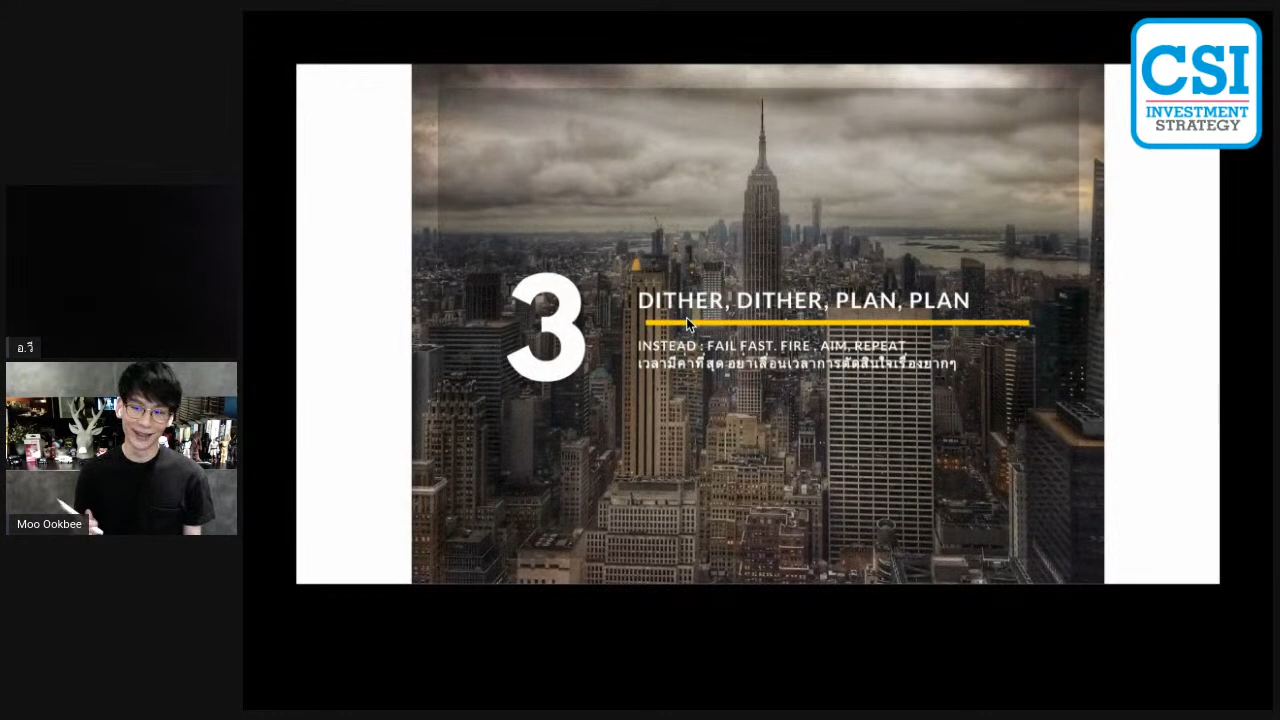 CSI
INVESTMENT
STRATEGY
3
DITHER, DITHER, PLAN, PLAN
INSTEAD : FAIL FAST. FIRE , AIM, REPEAT
เวลามีค่าที่สุด อย่าเลื่อนเวลาการตัดสินใจเรื่องยากๆ
อ.วี
Moo Ookbee